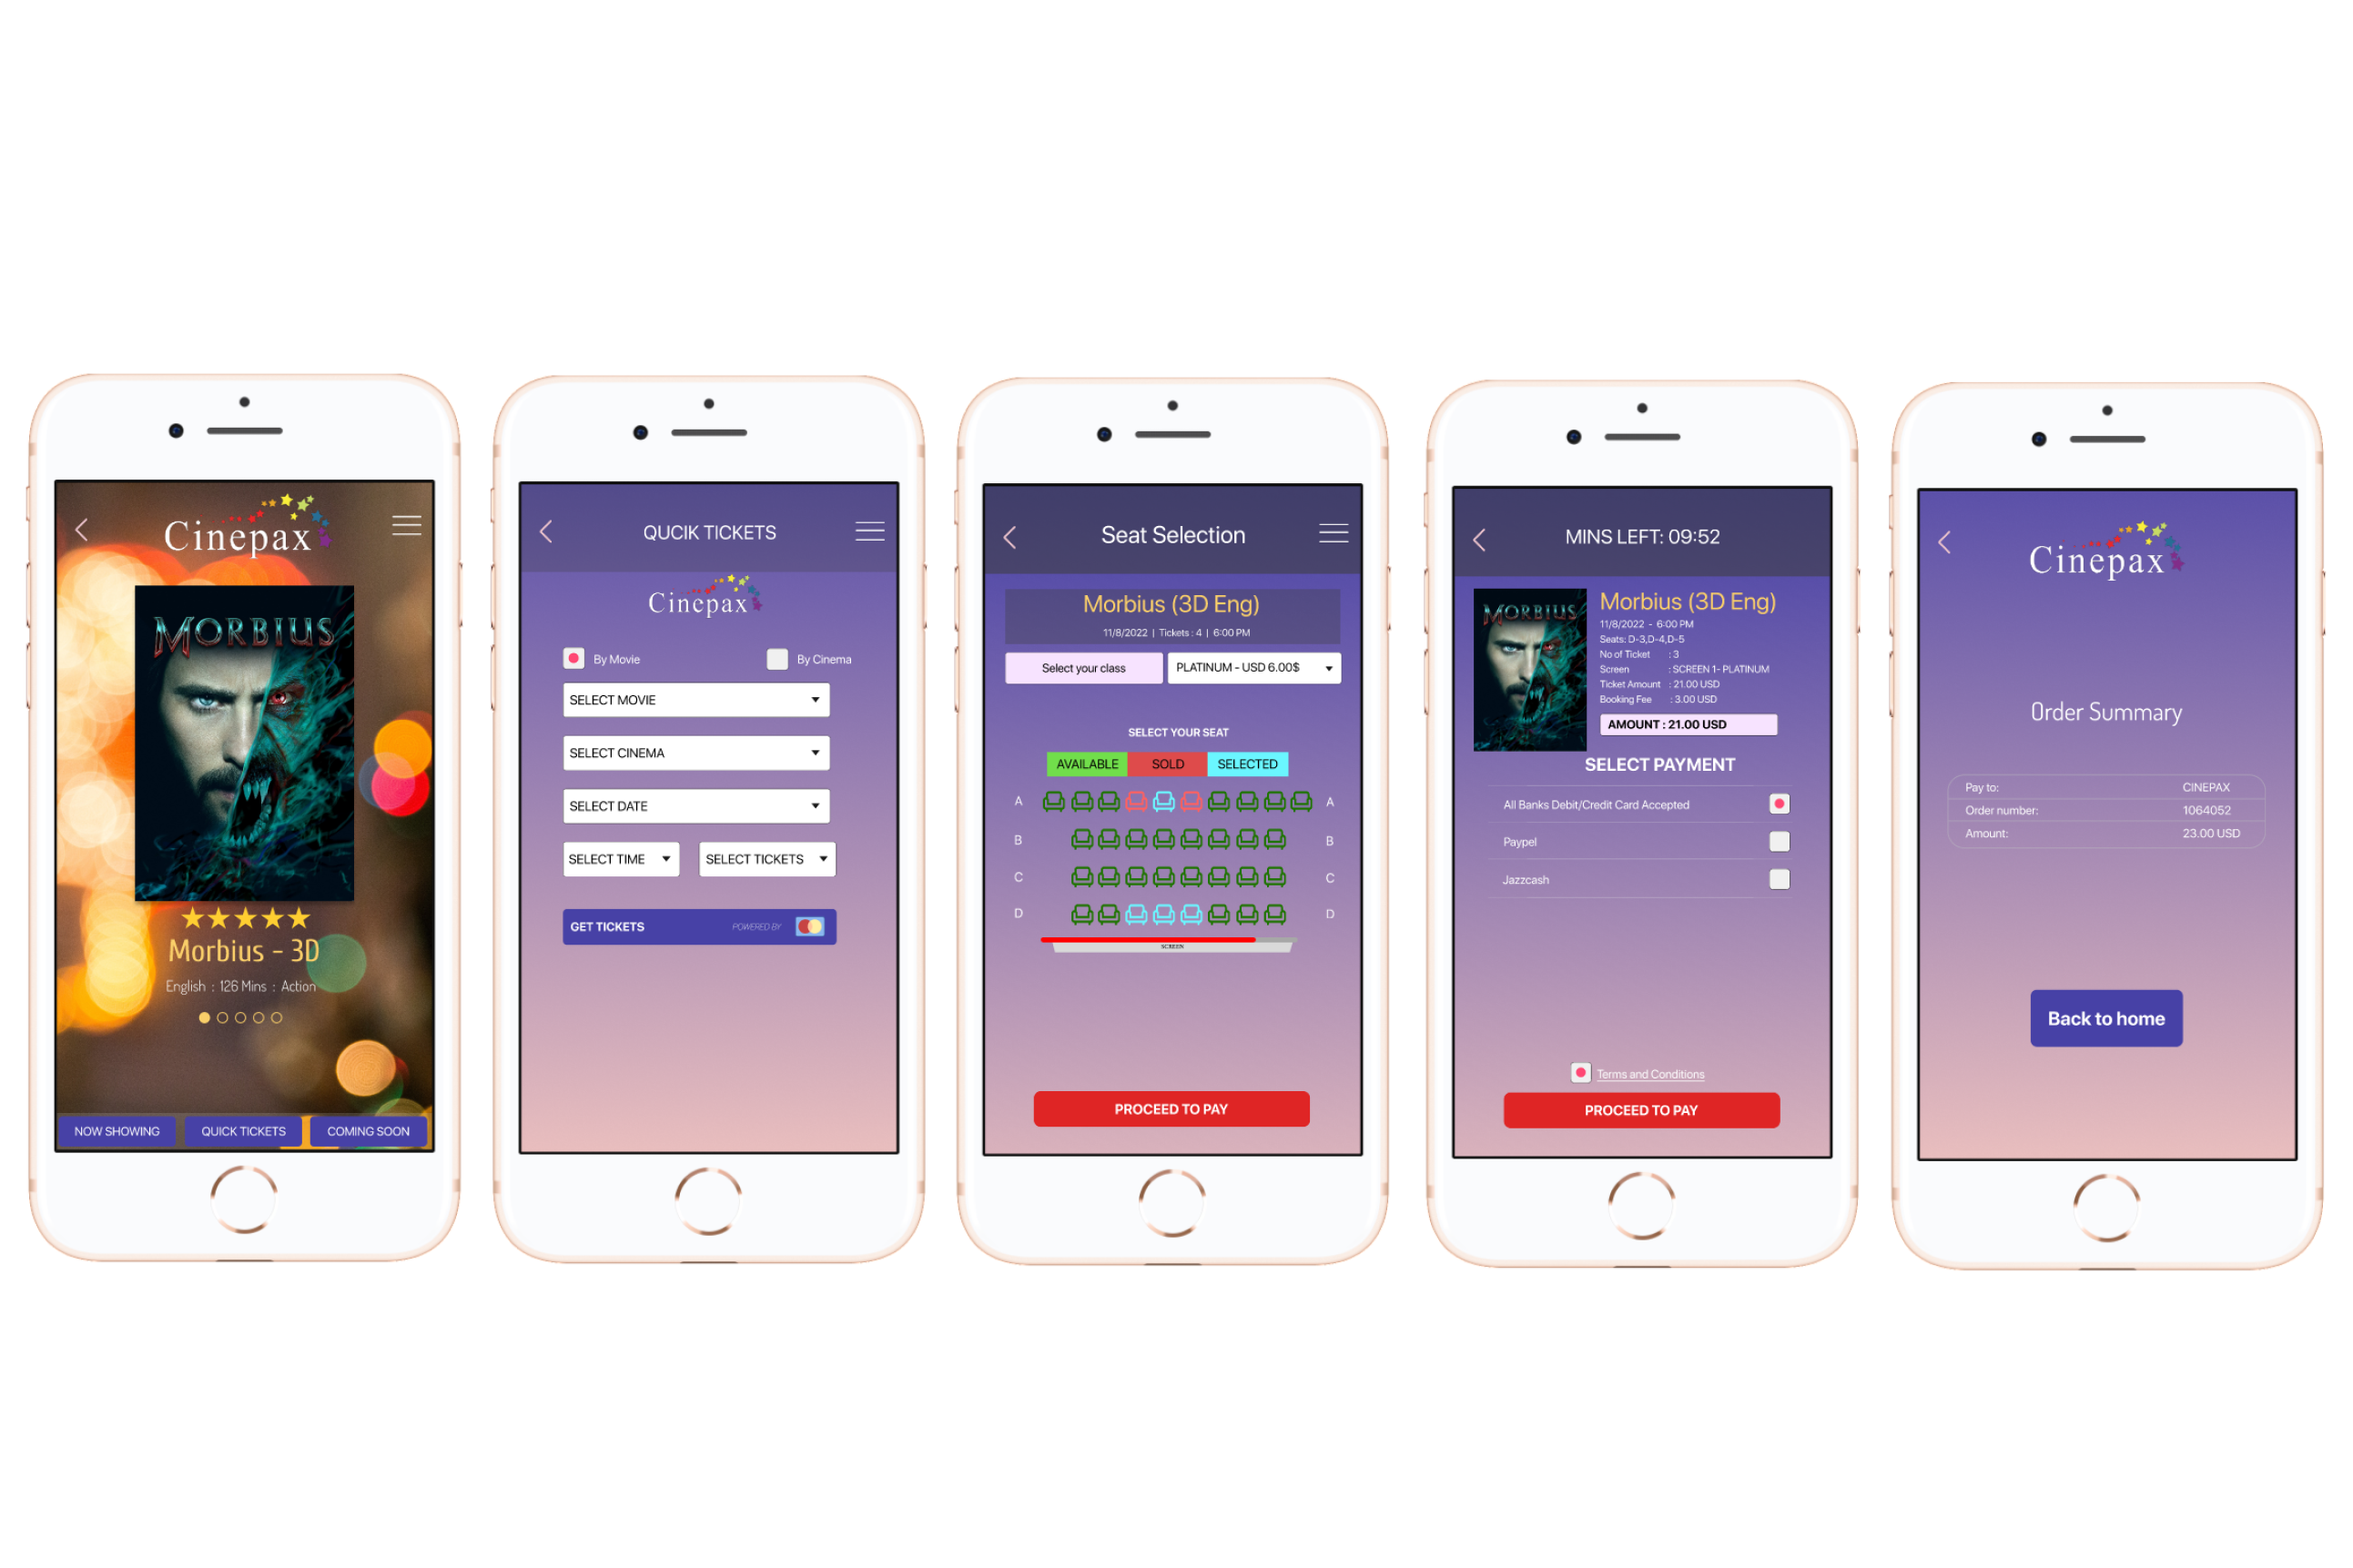 Cinepax
MORBIUS
Morbius - 3D
English : 126 Mins : Action
NOW SHOWING
QUICK TICKETS
COMING SOON
QUCIK TICKETS
Cinepax
By Movie
By Cinema
SELECT MOVIE
SELECT CINEMA
SELECT DATE
SELECT TIME
SELECT TICKETS
GET TICKETS
POWERED BY
Seat Selection
Morbius (3D Eng)
11/8/2022 | Tickets : 4 | 6:00 PM
Select your class
PLATINUM - USD 6.00$
SELECT YOUR SEAT
AVAILABLE
SOLD
SELECTED
A A
B B
C C
D D
SCREEN
PROCEED TO PAY
MINS LEFT: 09:52
MORBIUS
Morbius (3D Eng)
11/8/2022 - 6:00 PM
Seats: D-3,D-4,D-5
No of Ticket : 3
Screen : SCREEN 1- PLATINUM
Ticket Amount : 21.00 USD
Booking Fee : 3.00 USD
AMOUNT : 21.00 USD
SELECT PAYMENT
All Banks Debit/Credit Card Accepted
Paypel
Jazzcash
Terms and Conditions
PROCEED TO PAY
Cinepax
Order Summary
Pay to: CINEPAX
Order number: 1064052
Amount: 23.00 USD
Back to home